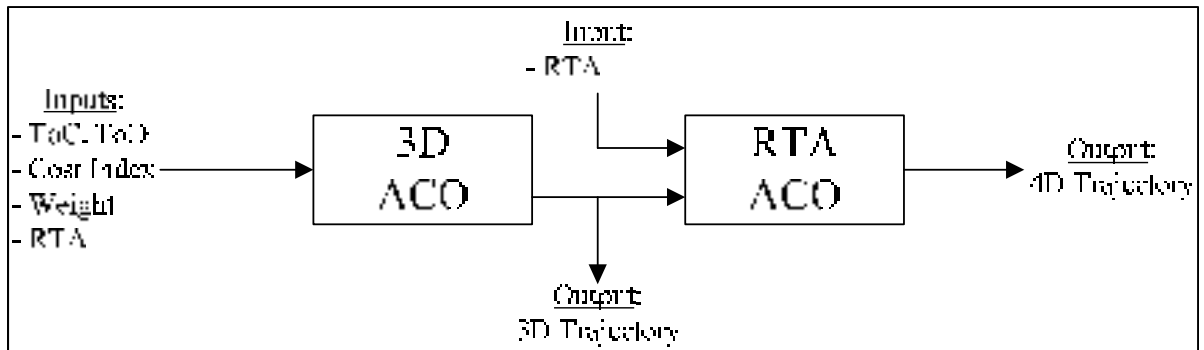 Input:
- RTA
Inputs:
- ToC, ToD
- Cost Index
- Weight
- RTA
3D
ACO
RTA
ACO
Output:
4D Trajectory
Output:
3D Trajectory